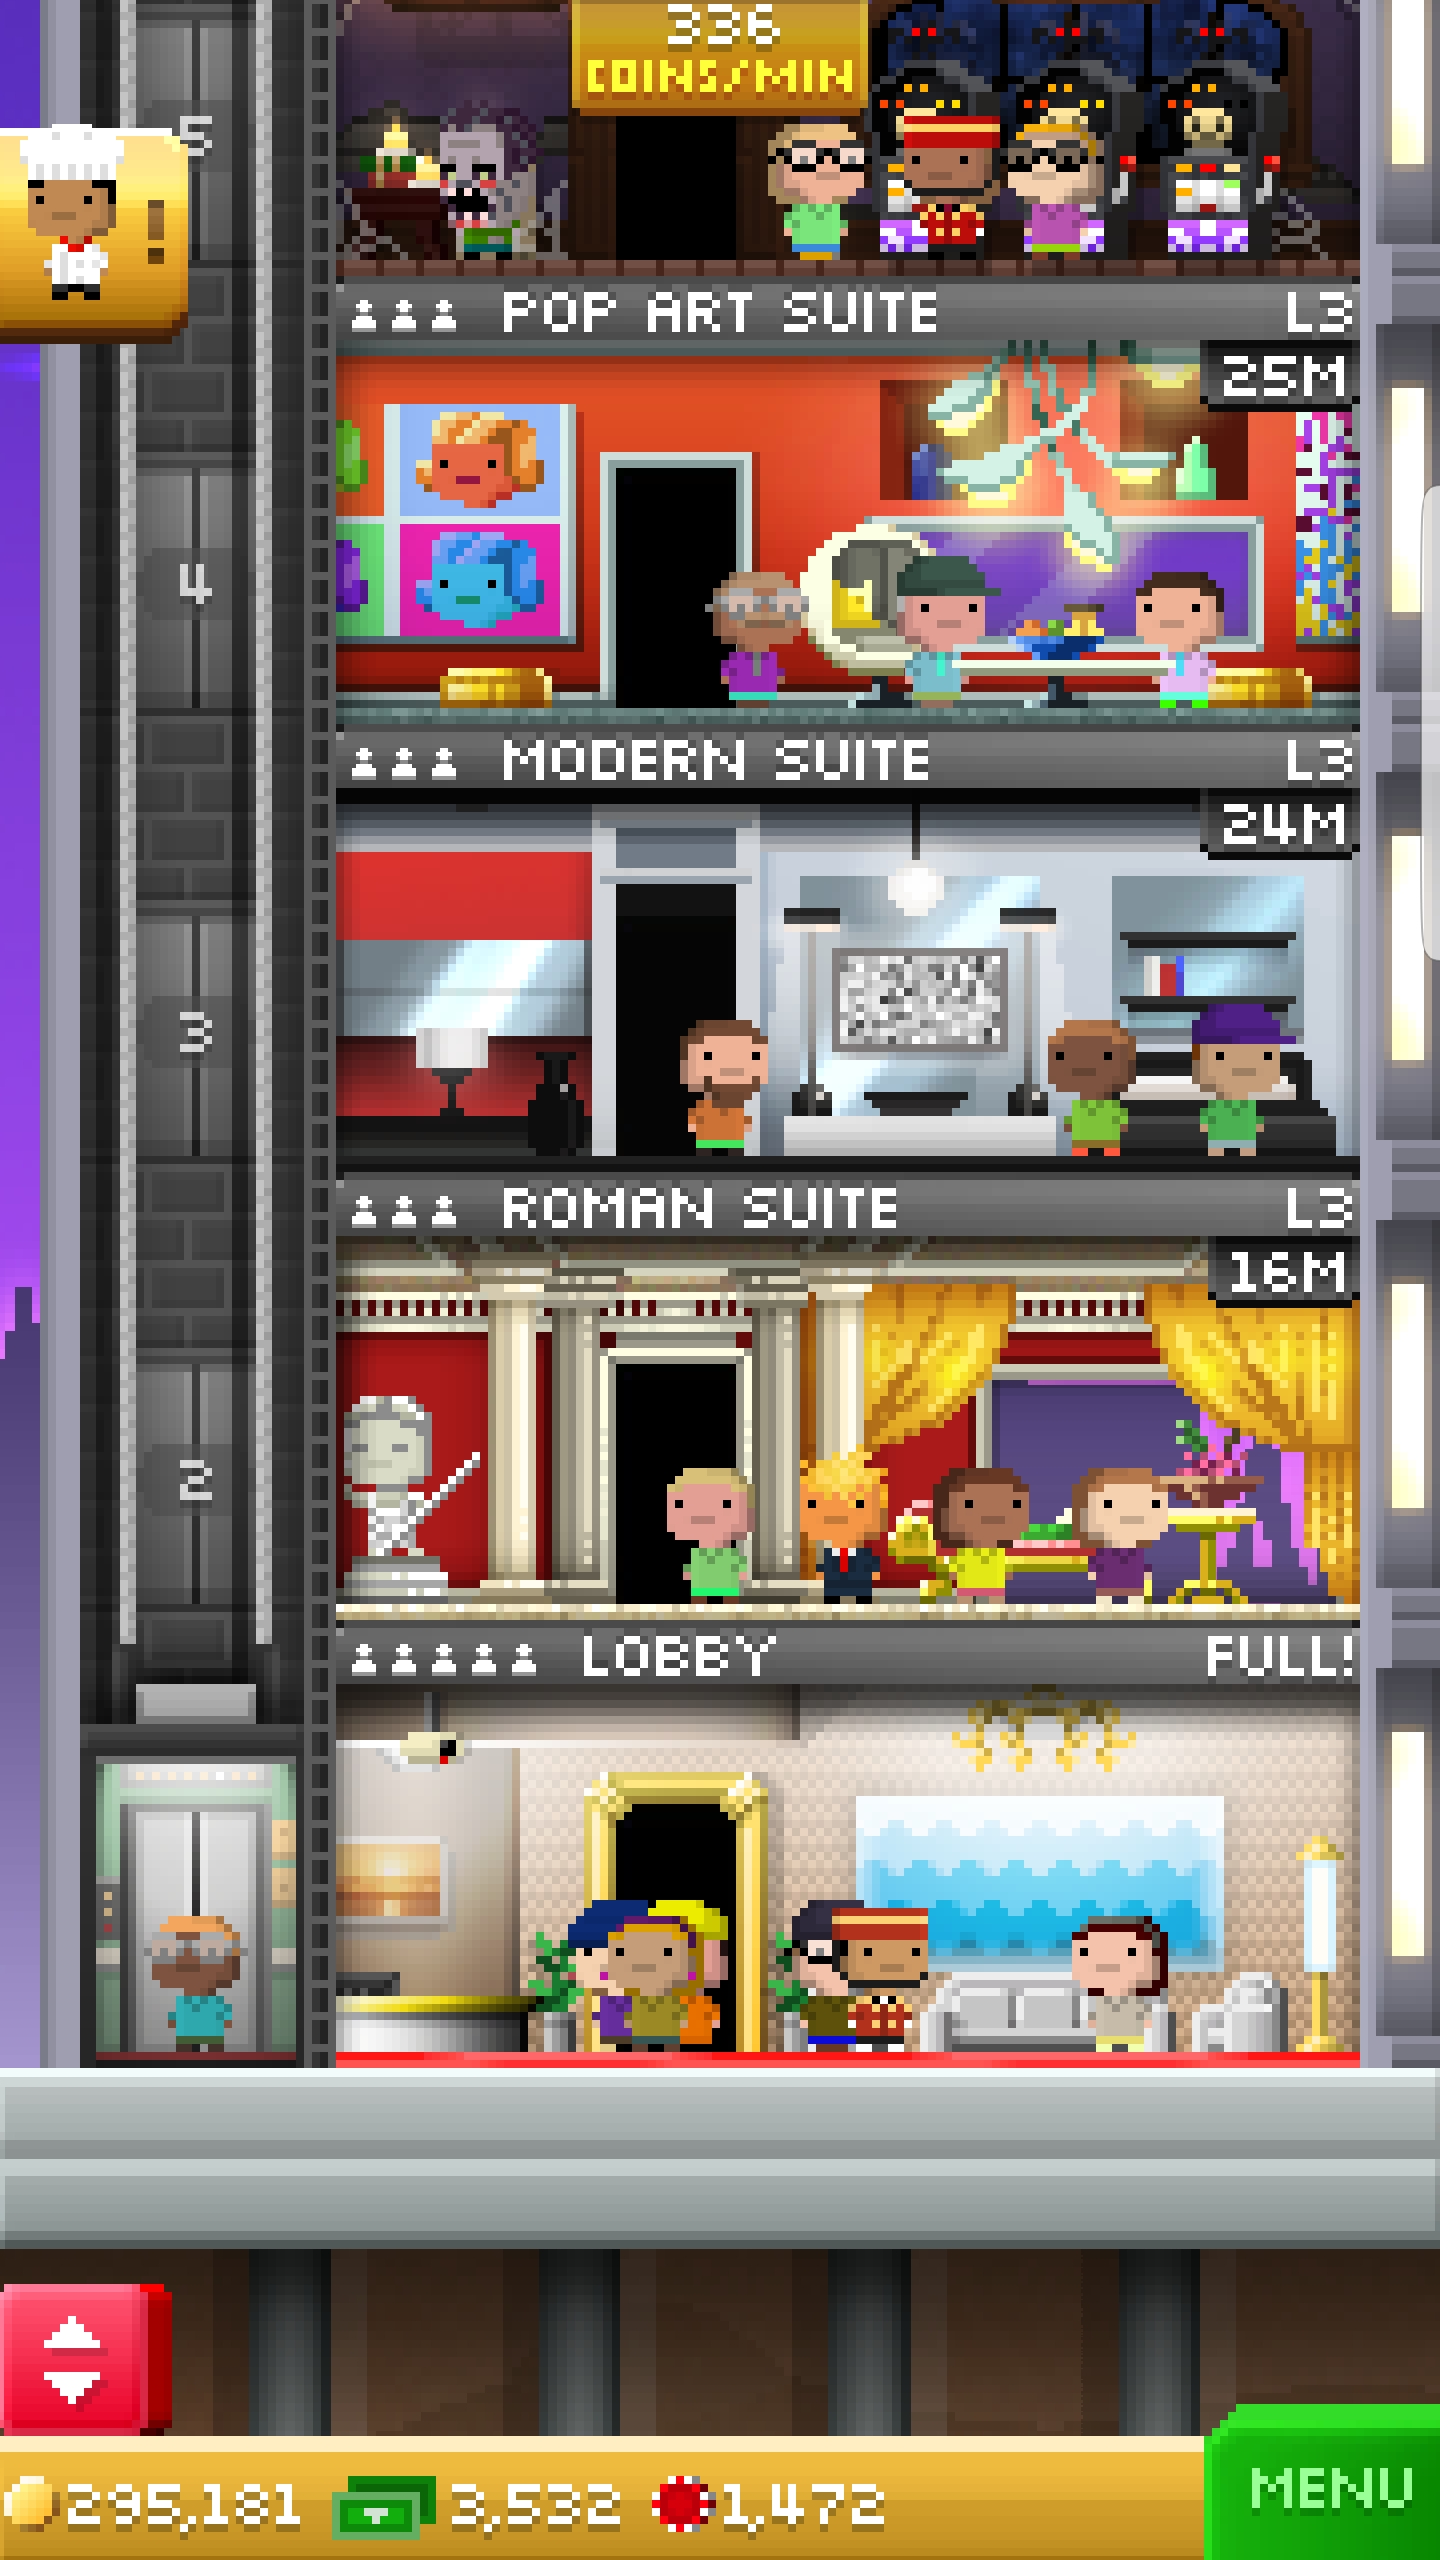 336
COINS/MIN
5
!
POP ART SUITE L3
25M
4
MODERN SUITE L3
24M
3
ROMAN SUITE L3
16M
2
LOBBY FULL!
295,181 3,532 1,472
MENU